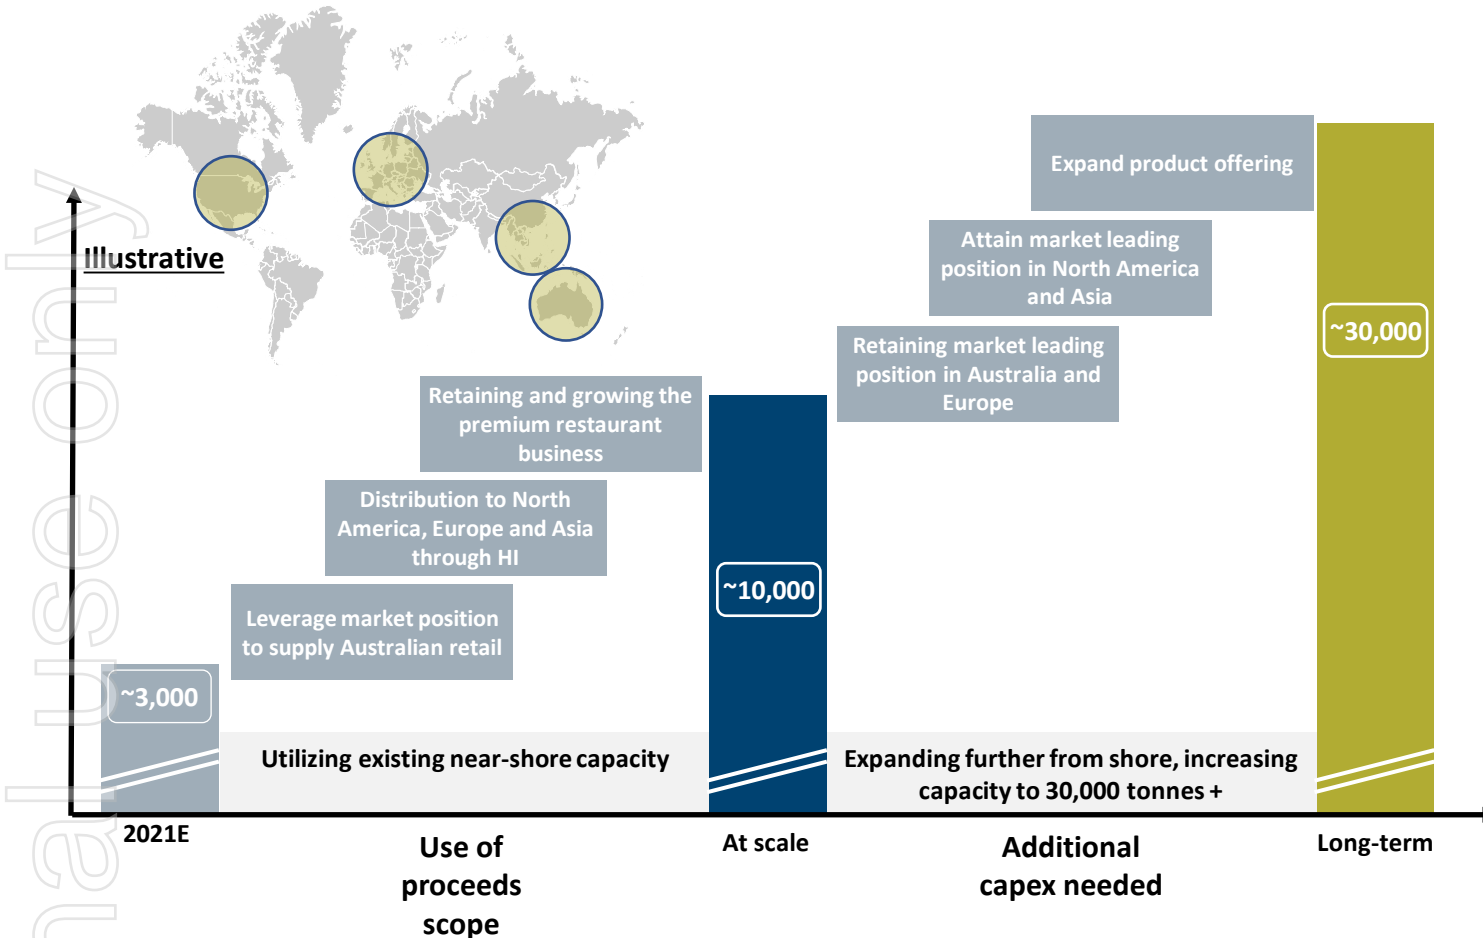 Illustrative
Expand product offering
Attain market leading
position in North America
and Asia
~30,000
Retaining market leading
position in Australia and
Europe
Retaining and growing the
premium restaurant
business
Distribution to North
America, Europe and Asia
through HI
~10,000
Leverage market position
to supply Australian retail
~3,000
Utilizing existing near-shore capacity
Expanding further from shore, increasing
capacity to 30,000 tonnes +
2021E
Use of
proceeds
scope
At scale
Additional
capex needed
Long-term
nal use only